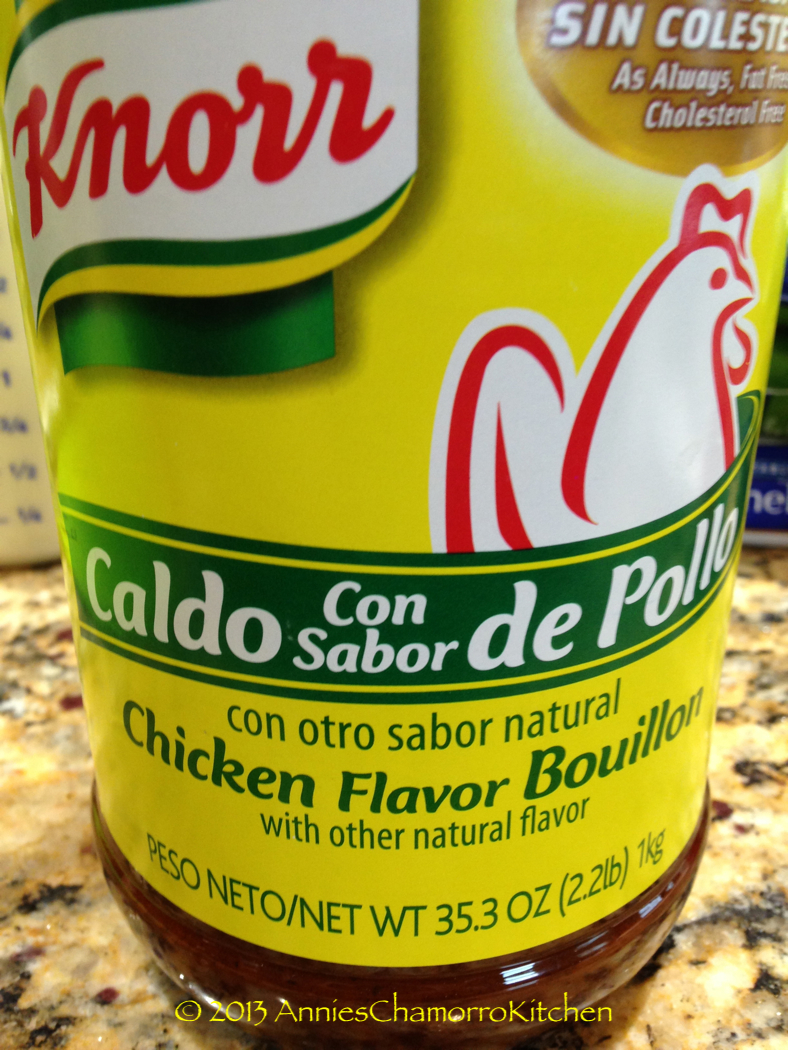 Knorr
SIN COLESTE
As Always, Fat Free
Cholesterol Free
Caldo Con Sabor de Pollo
con otro sabor natural
Chicken Flavor Bouillon
with other natural flavor
PESO NETO/NET WT 35.3 OZ (2.2lb) 1kg
© 2013 AnniesChamorroKitchen